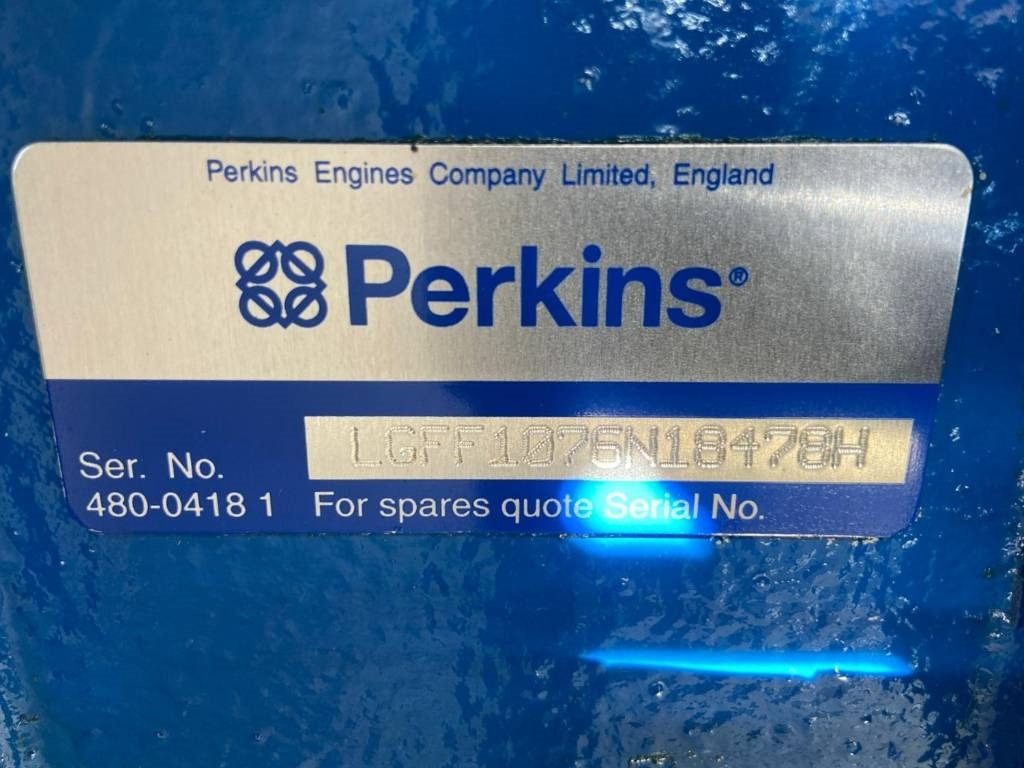 Perkins Engines Company Limited, England
Perkins®
LGFF1076N18478H
Ser. No.
480-0418 1 For spares quote Serial No.